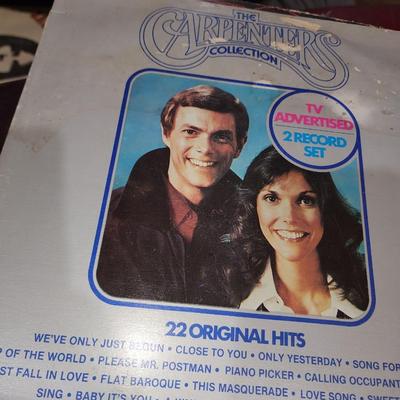 THE
CARPENTERS
COLLECTION
TV
ADVERTISED
2 RECORD
SET
22 ORIGINAL HITS
WE'VE ONLY JUST BEGUN • CLOSE TO YOU • ONLY YESTERDAY • SONG FOR
P OF THE WORLD • PLEASE MR. POSTMAN • PIANO PICKER • CALLING OCCUPANT
ST FALL IN LOVE • FLAT BAROQUE • THIS MASQUERADE • LOVE SONG • SWEET
SING • BABY IT'S YOU •